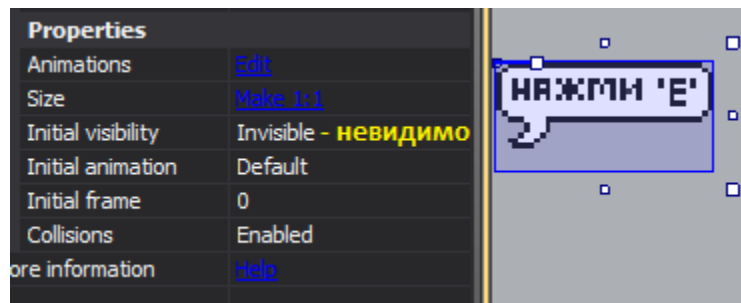 Properties
Animations Edit
Size Make 1:1
Initial visibility Invisible - невидимо
Initial animation Default
Initial frame 0
Collisions Enabled
ore information Help
НАЖМИ 'Е'